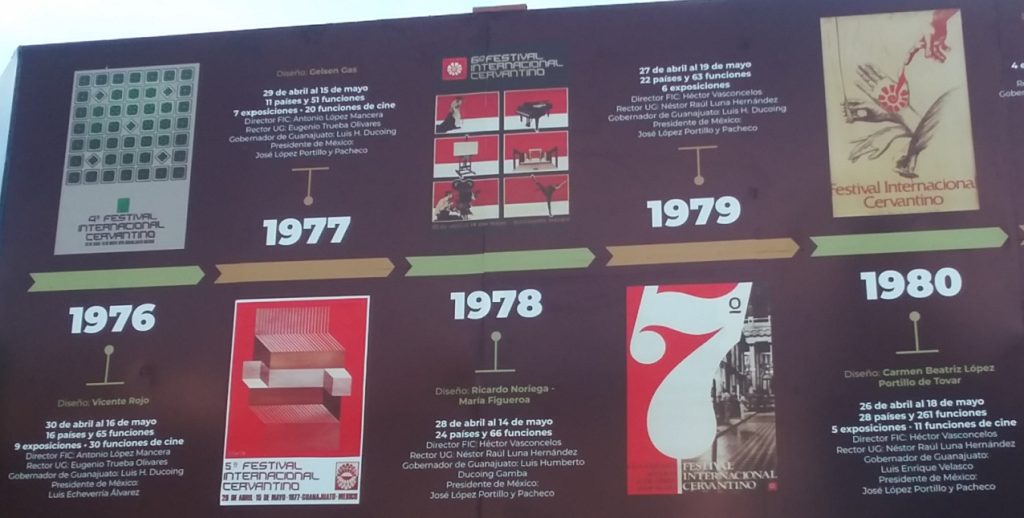 4º FESTIVAL
INTERNACIONAL
CERVANTINO
1976
Diseño: Vicente Rojo
30 de abril al 16 de mayo
16 países y 65 funciones
9 exposiciones - 30 funciones de cine
Director FIC: Antonio López Mancera
Rector UG: Eugenio Trueba Olivares
Gobernador de Guanajuato: Luis H. Ducoing
Presidente de México:
Luis Echeverría Álvarez
Diseño: Gelsen Gas
29 de abril al 15 de mayo
11 países y 51 funciones
7 exposiciones - 20 funciones de cine
Director FIC: Antonio López Mancera
Rector UG: Eugenio Trueba Olivares
Gobernador de Guanajuato: Luis H. Ducoing
Presidente de México:
José López Portillo y Pacheco
1977
5º FESTIVAL
INTERNACIONAL
CERVANTINO
29 DE ABRIL 15 DE MAYO-1977-GUANAJUATO-MEXICO
6º FESTIVAL
INTERNACIONAL
CERVANTINO
1978
Diseño: Ricardo Noriega -
María Figueroa
28 de abril al 14 de mayo
24 países y 66 funciones
Director FIC: Héctor Vasconcelos
Rector UG: Néstor Raúl Luna Hernández
Gobernador de Guanajuato: Luis Humberto
Ducoing Gamba
Presidente de México:
José López Portillo y Pacheco
27 de abril al 19 de mayo
22 países y 63 funciones
6 exposiciones
Director FIC: Héctor Vasconcelos
Rector UG: Néstor Raúl Luna Hernández
Gobernador de Guanajuato: Luis H. Ducoing
Presidente de México:
José López Portillo y Pacheco
1979
7º
FESTIVAL
INTERNACIONAL
CERVANTINO
Festival Internaciona
Cervantino
1980
Diseño: Carmen Beatriz López
Portillo de Tovar
26 de abril al 18 de mayo
28 países y 261 funciones
5 exposiciones - 11 funciones de cine
Director FIC: Héctor Vasconcelos
Rector UG: Néstor Raúl Luna Hernández
Gobernador de Guanajuato:
Luis Enrique Velasco
Presidente de México:
José López Portillo y Pacheco